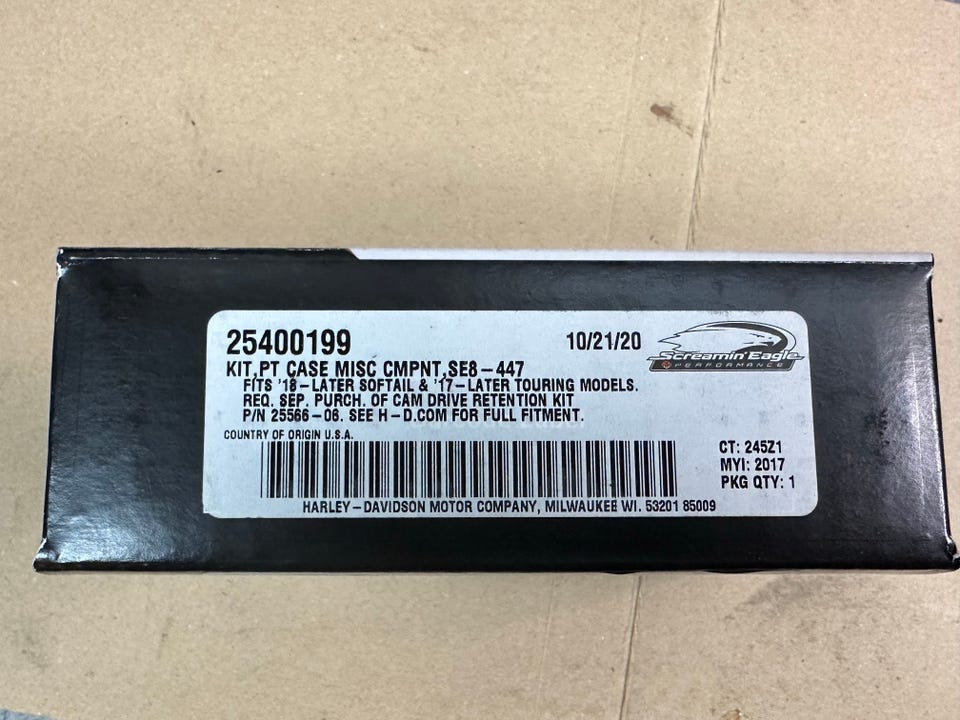 25400199 10/21/20
Screamin' Eagle
PERFORMANCE
KIT,PT CASE MISC CMPNT,SE8-447
FITS '18-LATER SOFTAIL & '17-LATER TOURING MODELS.
REQ. SEP. PURCH. OF CAM DRIVE RETENTION KIT
P/N 25566-06. SEE H-D.COM FOR FULL FITMENT.
COUNTRY OF ORIGIN U.S.A.
CT: 245Z1
MYI: 2017
PKG QTY: 1
HARLEY-DAVIDSON MOTOR COMPANY, MILWAUKEE WI. 53201 85009